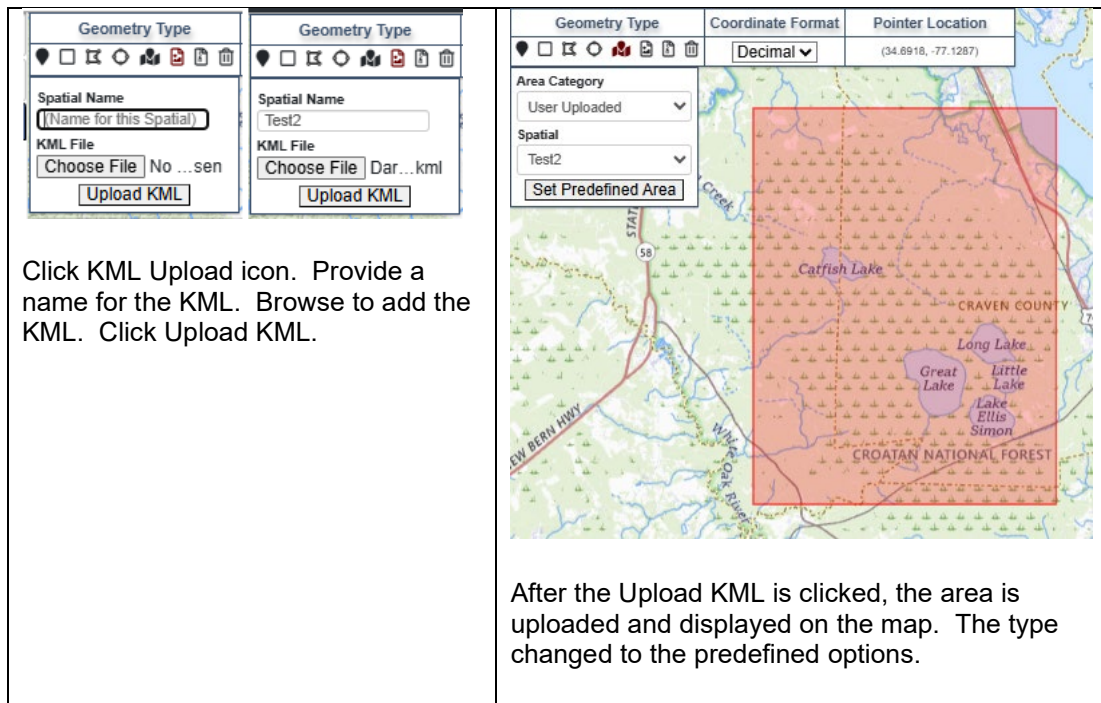 Geometry Type
Spatial Name
(Name for this Spatial)
KML File
Choose File No ...sen
Upload KML
Geometry Type
Spatial Name
Test2
KML File
Choose File Dar...kml
Upload KML
Click KML Upload icon. Provide a
name for the KML. Browse to add the
KML. Click Upload KML.
Geometry Type Coordinate Format Pointer Location
Decimal (34.6918, -77.1287)
Area Category
User Uploaded
Spatial
Test2
Set Predefined Area
Creek
58
Catfish Lake
CRAVEN COUNTY
Long Lake
Great
Lake
Little
Lake
Lake
Ellis
Simon
EW BERN HWY
White Oak River
CROATAN NATIONAL FOREST
After the Upload KML is clicked, the area is
uploaded and displayed on the map. The type
changed to the predefined options.